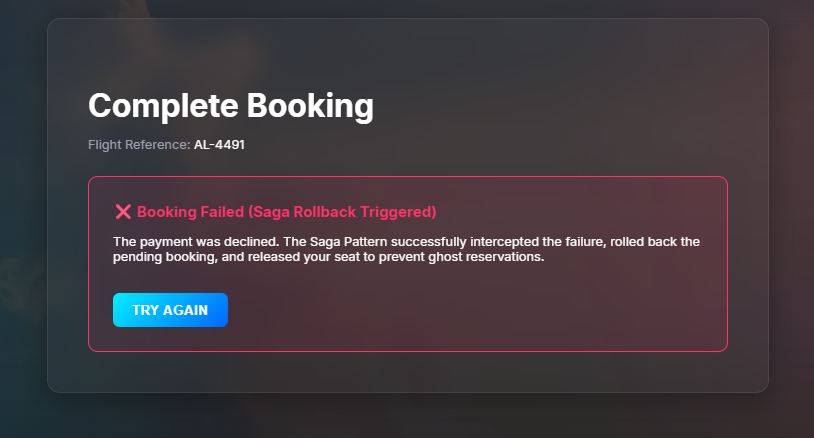 Complete Booking
Flight Reference: AL-4491
❌ Booking Failed (Saga Rollback Triggered)
The payment was declined. The Saga Pattern successfully intercepted the failure, rolled back the
pending booking, and released your seat to prevent ghost reservations.
TRY AGAIN